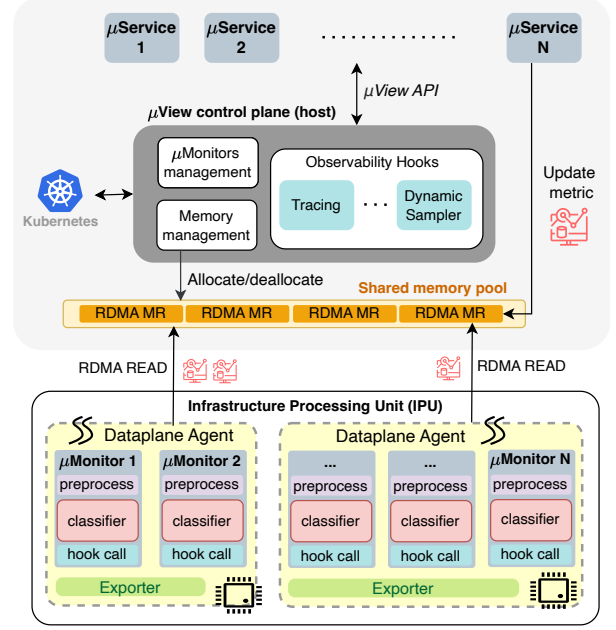 μService 1
μService 2
μService N
μView API
μView control plane (host)
μMonitors management
Memory management
Observability Hooks
Tracing
...
Dynamic Sampler
Kubernetes
Update metric
Allocate/deallocate
Shared memory pool
RDMA MR
RDMA MR
RDMA MR
RDMA MR
RDMA READ
RDMA READ
Infrastructure Processing Unit (IPU)
Dataplane Agent
μMonitor 1
preprocess
classifier
hook call
μMonitor 2
preprocess
classifier
hook call
Exporter
Dataplane Agent
...
preprocess
classifier
hook call
...
preprocess
classifier
hook call
μMonitor N
preprocess
classifier
hook call
Exporter